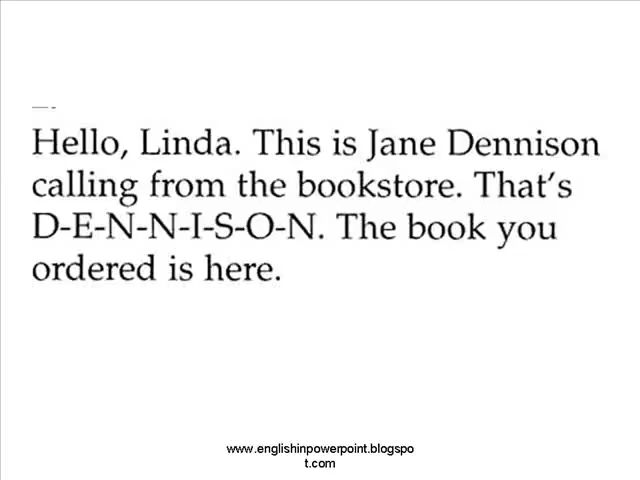 Hello, Linda. This is Jane Dennison
calling from the bookstore. That's
D-E-N-N-I-S-O-N. The book you
ordered is here.
www.englishinpowerpoint.blogspo
t.com